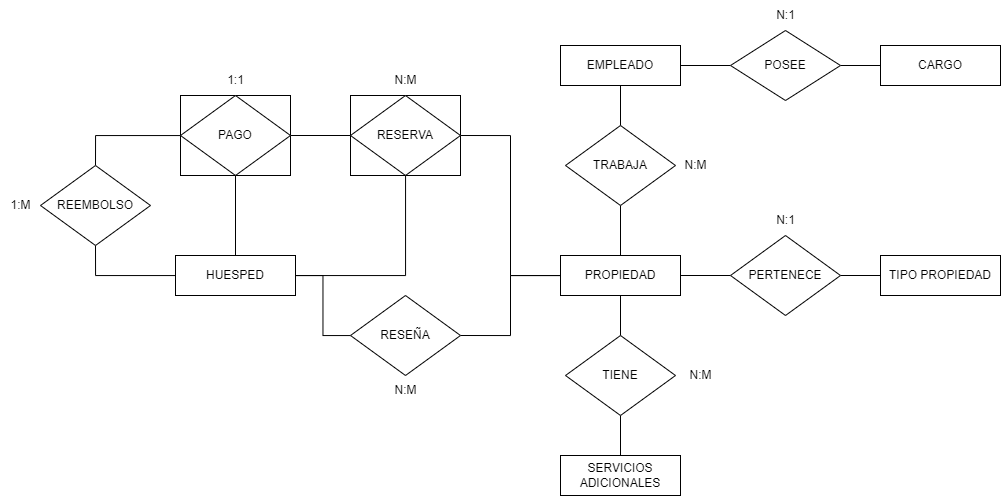 N:1
EMPLEADO
POSEE
CARGO
1:1
N:M
PAGO
RESERVA
TRABAJA
N:M
1:M
REEMBOLSO
N:1
HUESPED
PROPIEDAD
PERTENECE
TIPO PROPIEDAD
RESEÑA
N:M
TIENE
N:M
SERVICIOS
ADICIONALES